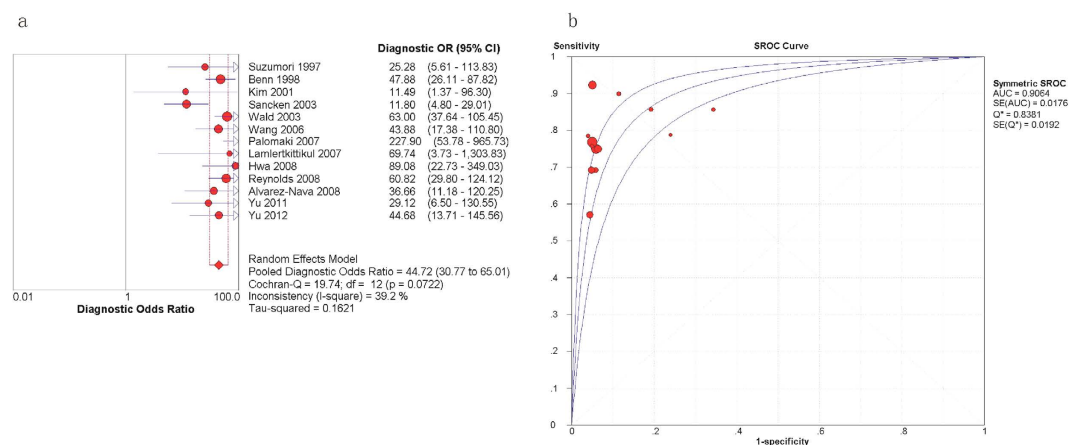 a
Diagnostic OR (95% CI)
Suzumori 1997 25.28 (5.61 - 113.83)
Benn 1998 47.88 (26.11 - 87.82)
Kim 2001 11.49 (1.37 - 96.30)
Sancken 2003 11.80 (4.80 - 29.01)
Wald 2003 63.00 (37.64 - 105.45)
Wang 2006 43.88 (17.38 - 110.80)
Palomaki 2007 227.90 (53.78 - 965.73)
Lamlertkittikul 2007 69.74 (3.73 - 1,303.83)
Hwa 2008 89.08 (22.73 - 349.03)
Reynolds 2008 60.82 (29.80 - 124.12)
Alvarez-Nava 2008 36.66 (11.18 - 120.25)
Yu 2011 29.12 (6.50 - 130.55)
Yu 2012 44.68 (13.71 - 145.56)
Random Effects Model
Pooled Diagnostic Odds Ratio = 44.72 (30.77 to 65.01)
Cochran-Q = 19.74; df = 12 (p = 0.0722)
Inconsistency (I-square) = 39.2 %
Tau-squared = 0.1621
0.01 1 100.0
Diagnostic Odds Ratio
b
Sensitivity SROC Curve
1
.9
.8
.7
.6
.5
.4
.3
.2
.1
0
0 .2 .4 .6 .8 1
1-specificity
Symmetric SROC
AUC = 0.9064
SE(AUC) = 0.0176
Q* = 0.8381
SE(Q*) = 0.0192